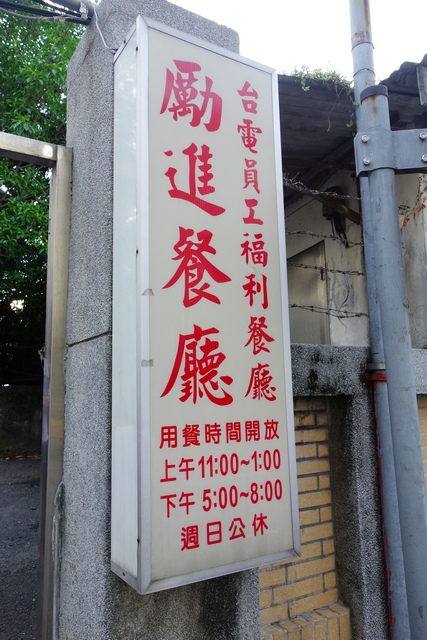 台電員工福利餐廳
勵進餐廳
用餐時間開放
上午11:00~1:00
下午 5:00~8:00
週日公休